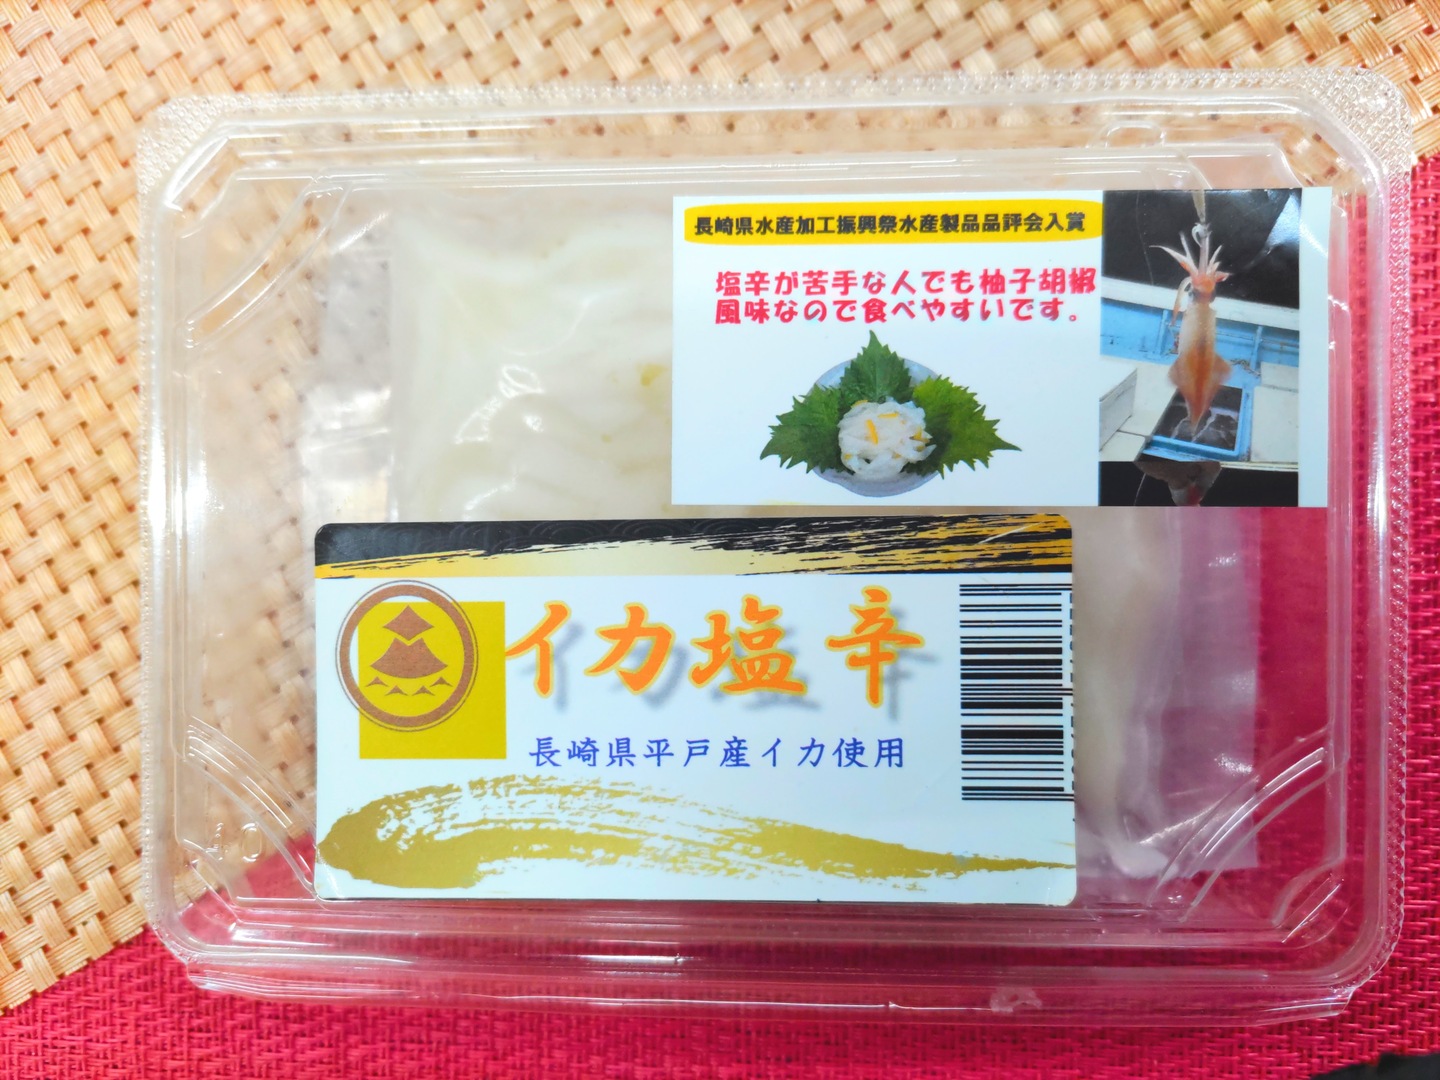 長崎県水産加工振興祭水産製品品評会入賞
塩辛が苦手な人でも柚子胡椒
風味なので食べやすいです。
イカ塩辛
長崎県平戸産イカ使用